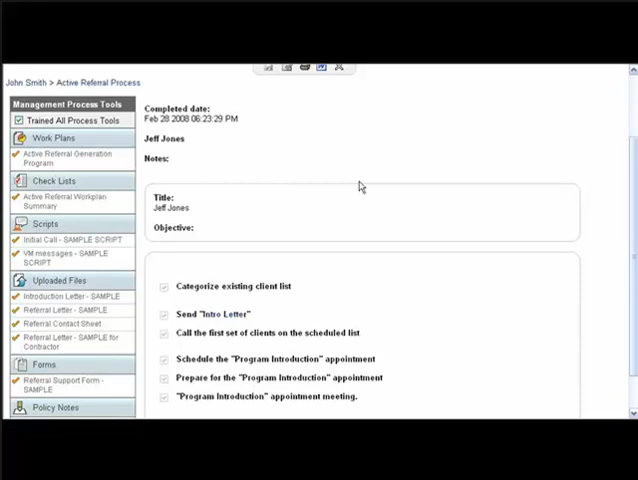 John Smith > Active Referral Process
Management Process Tools
Trained All Process Tools
Work Plans
Active Referral Generation
Program
Check Lists
Active Referral Workplan
Summary
Scripts
Initial Call - SAMPLE SCRIPT
VM messages - SAMPLE
SCRIPT
Uploaded Files
Introduction Letter - SAMPLE
Referral Letter - SAMPLE
Referral Contact Sheet
Referral Letter - SAMPLE for
Contractor
Forms
Referral Support Form -
SAMPLE
Policy Notes
Completed date:
Feb 28 2008 06:23:29 PM
Jeff Jones
Notes:
Title:
Jeff Jones
Objective:
Categorize existing client list
Send "Intro Letter"
Call the first set of clients on the scheduled list
Schedule the "Program Introduction" appointment
Prepare for the "Program Introduction" appointment
"Program Introduction" appointment meeting.